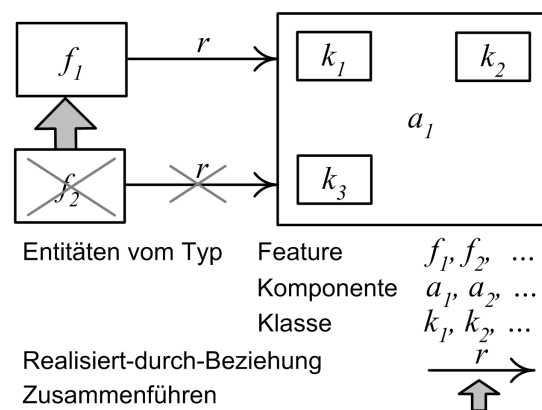 f1 r k1 k2
a1
f2 r k3
Entitäten vom Typ Feature f1, f2, ...
Komponente a1, a2, ...
Klasse k1, k2, ...
Realisiert-durch-Beziehung r
Zusammenführen